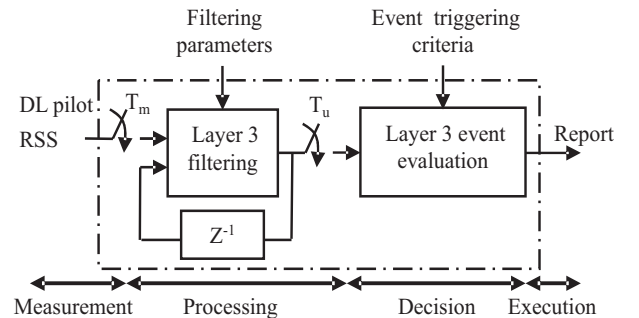 Filtering
parameters
Event triggering
criteria
DL pilot
RSS
Tm
Layer 3
filtering
Tu
Layer 3 event
evaluation
Report
Z-1
Measurement
Processing
Decision
Execution